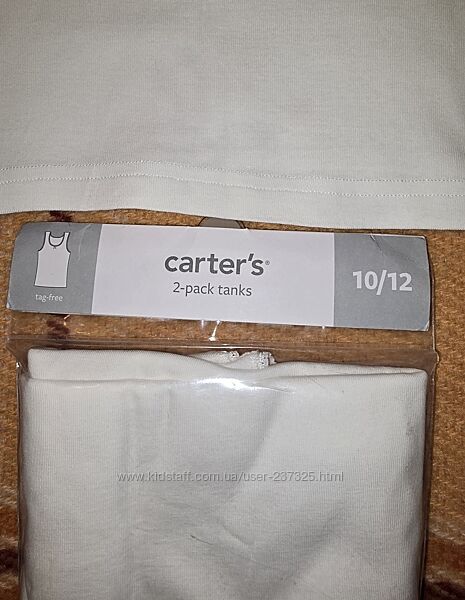 carter's®
2-pack tanks
tag-free
10/12
www.kidstaff.com.ua/user-237325.html